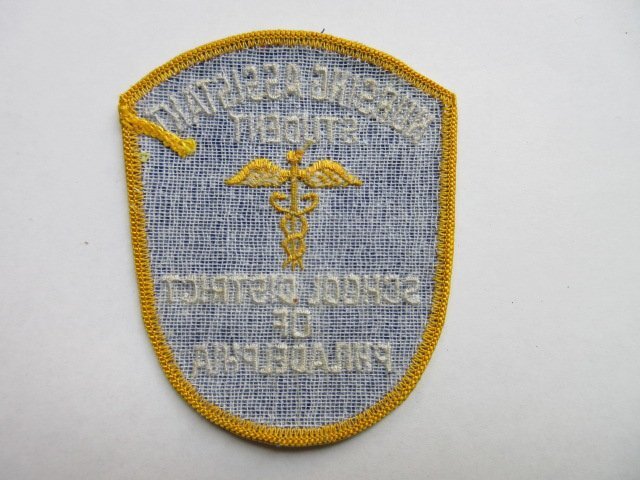 NURSING ASSISTANT
STUDENT
SCHOOL DISTRICT
OF
PHILADELPHIA